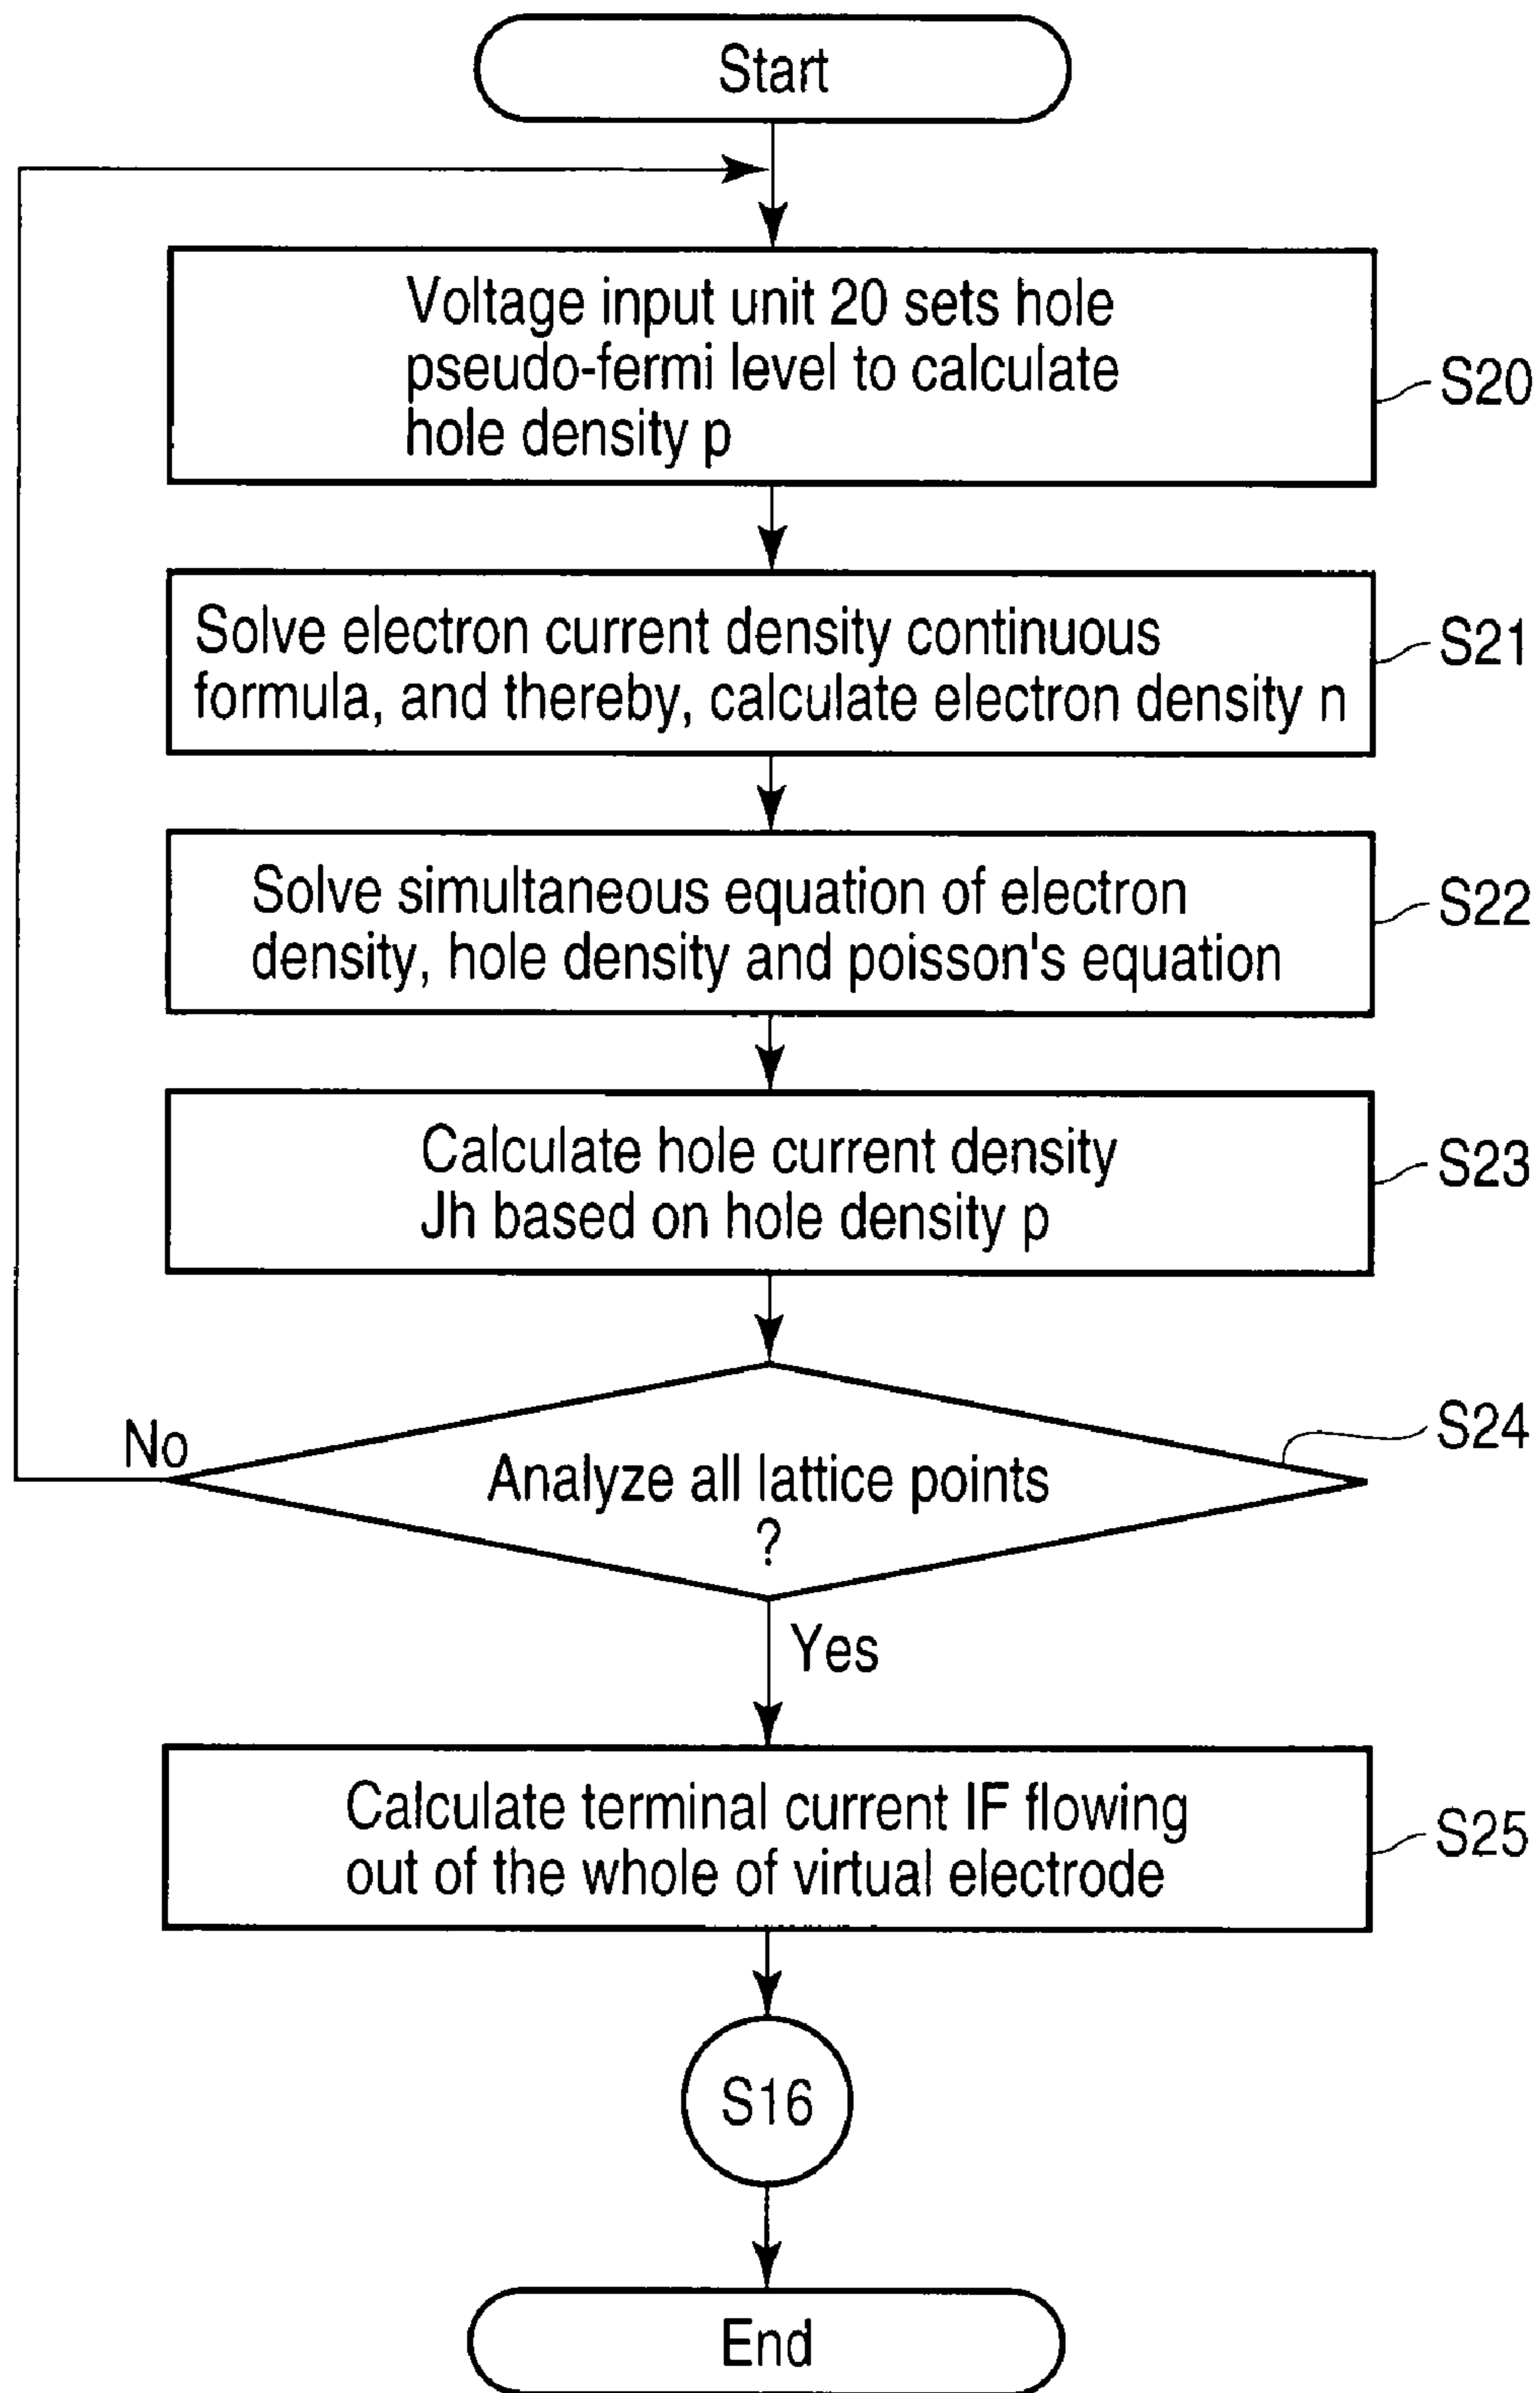 Start
Voltage input unit 20 sets hole
pseudo-fermi level to calculate
hole density p
S20
Solve electron current density continuous
formula, and thereby, calculate electron density n
S21
Solve simultaneous equation of electron
density, hole density and poisson's equation
S22
Calculate hole current density
Jh based on hole density p
S23
No
Analyze all lattice points
?
S24
Yes
Calculate terminal current IF flowing
out of the whole of virtual electrode
S25
S16
End